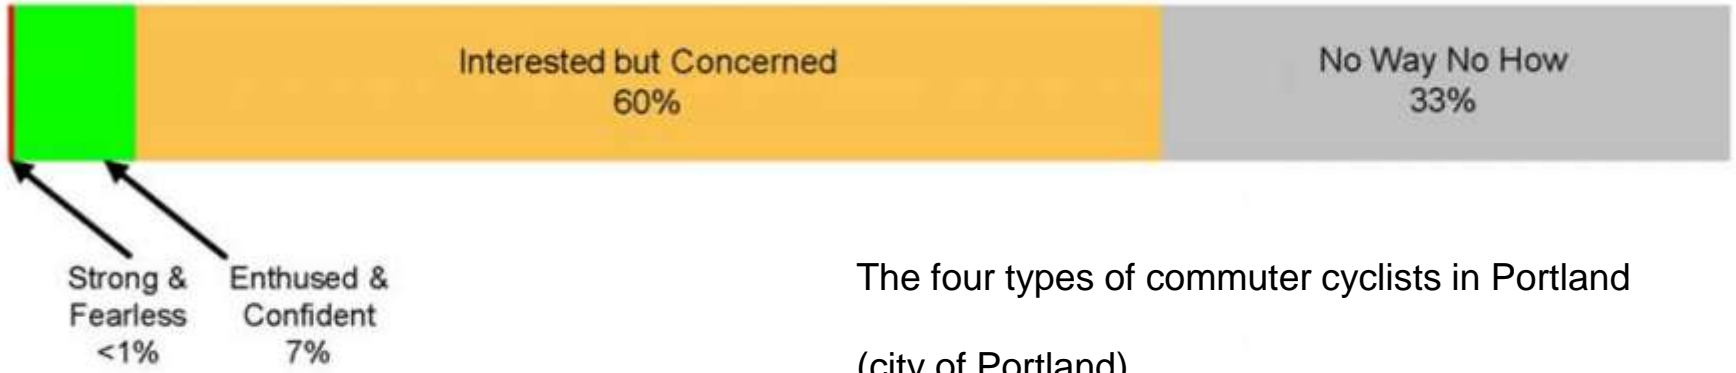 Interested but Concerned
60%
No Way No How
33%
Strong &
Fearless
<1%
Enthused &
Confident
7%
The four types of commuter cyclists in Portland
(city of Portland)